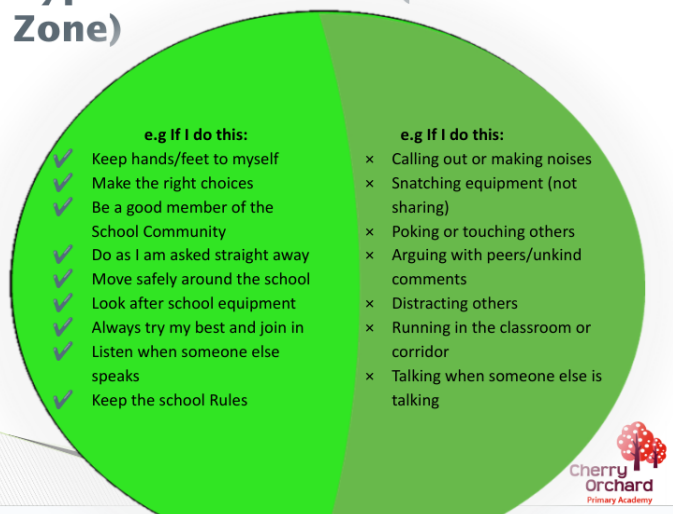 Zone)
e.g If I do this:
✔ Keep hands/feet to myself
✔ Make the right choices
✔ Be a good member of the
School Community
✔ Do as I am asked straight away
✔ Move safely around the school
✔ Look after school equipment
✔ Always try my best and join in
✔ Listen when someone else
speaks
✔ Keep the school Rules
e.g If I do this:
× Calling out or making noises
× Snatching equipment (not
sharing)
× Poking or touching others
× Arguing with peers/unkind
comments
× Distracting others
× Running in the classroom or
corridor
× Talking when someone else is
talking
Cherry
Orchard
Primary Academy